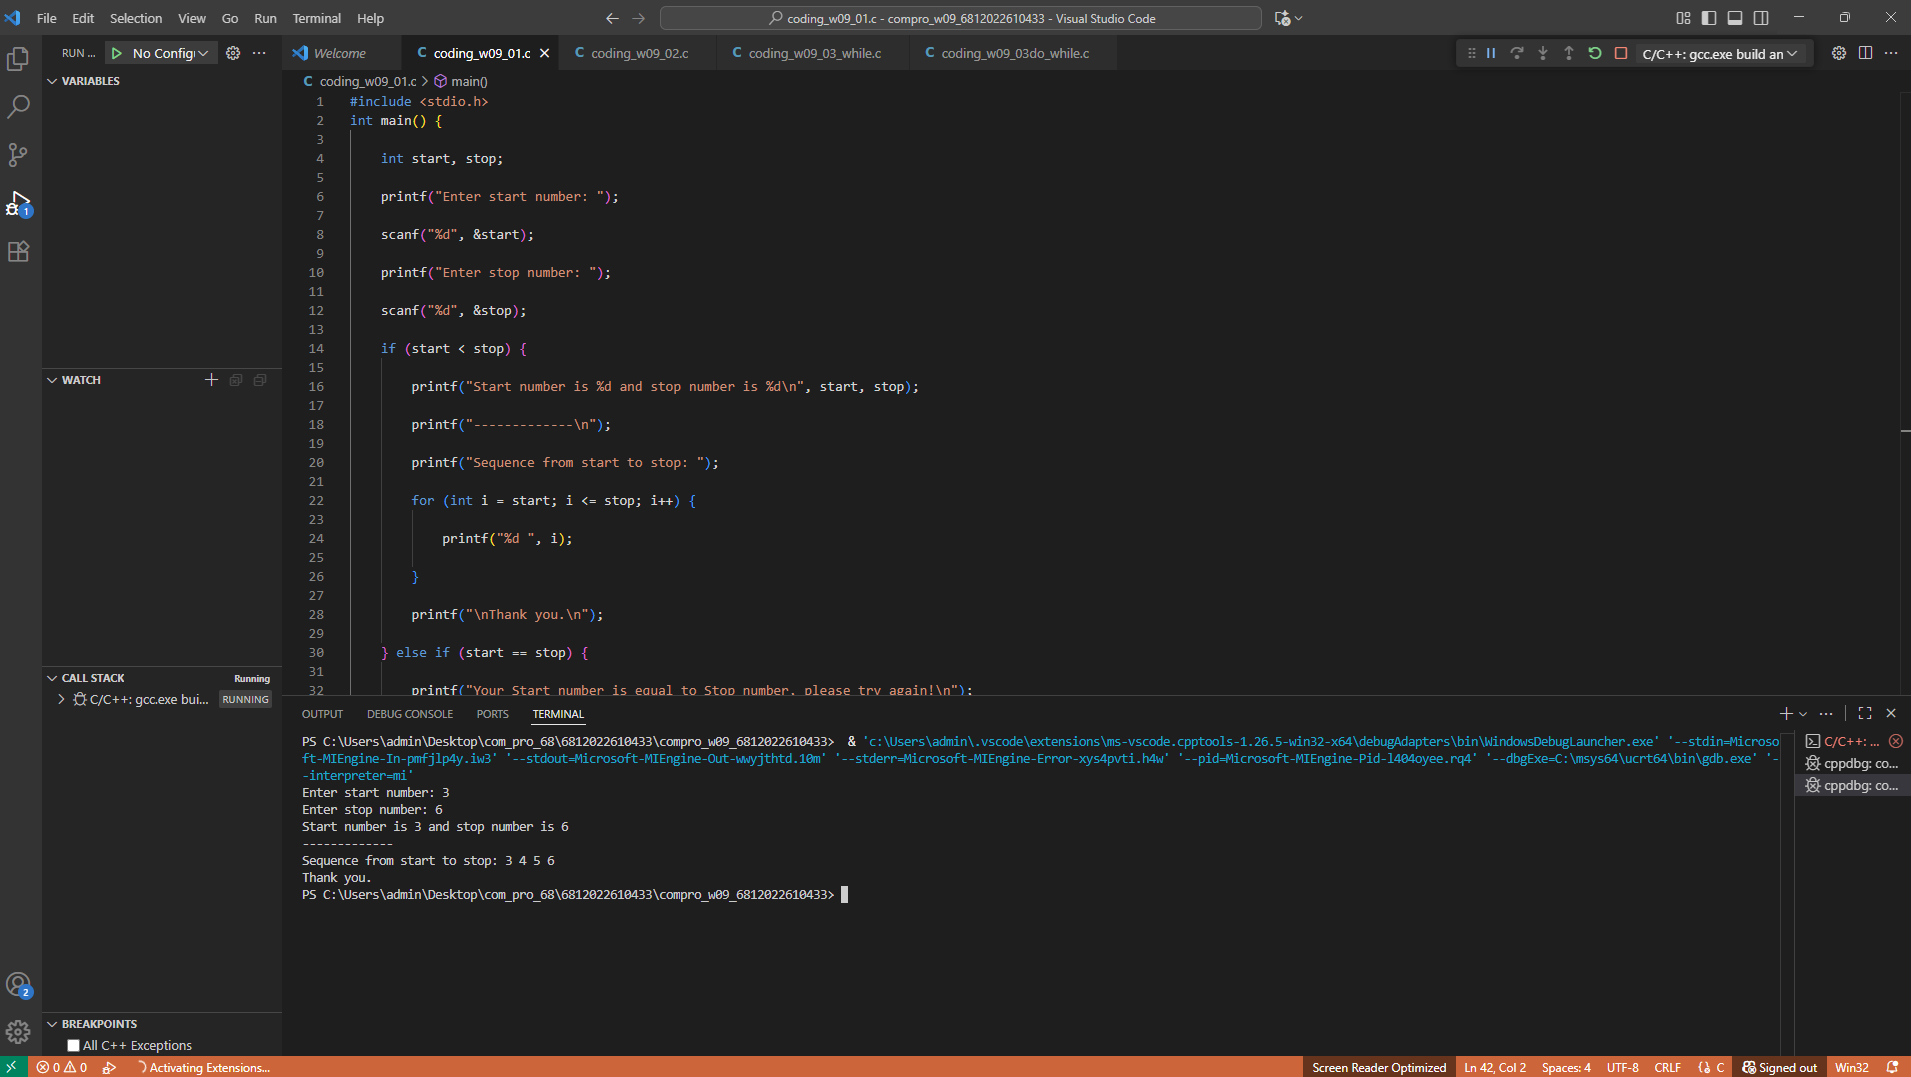 File Edit Selection View Go Run Terminal Help
coding_w09_01.c - compro_w09_6812022610433 - Visual Studio Code
RUN ... No Config
Welcome
coding_w09_01.c
coding_w09_02.c
coding_w09_03_while.c
coding_w09_03do_while.c
C/C++: gcc.exe build an
VARIABLES
coding_w09_01.c > main()
1 #include <stdio.h>
2 int main() {
3
4 int start, stop;
5
6 printf("Enter start number: ");
7
8 scanf("%d", &start);
9
10 printf("Enter stop number: ");
11
12 scanf("%d", &stop);
13
14 if (start < stop) {
15
16 printf("Start number is %d and stop number is %d\n", start, stop);
17
18 printf("-------------\n");
19
20 printf("Sequence from start to stop: ");
21
22 for (int i = start; i <= stop; i++) {
23
24 printf("%d ", i);
25
26 }
27
28 printf("\nThank you.\n");
29
30 } else if (start == stop) {
31
32 printf("Your Start number is equal to Stop number, please try again!\n");
WATCH
CALL STACK Running
C/C++: gcc.exe bui... RUNNING
BREAKPOINTS
All C++ Exceptions
1
2
OUTPUT DEBUG CONSOLE PORTS TERMINAL
PS C:\Users\admin\Desktop\com_pro_68\6812022610433\compro_w09_6812022610433> & 'c:\Users\admin\.vscode\extensions\ms-vscode.cpptools-1.26.5-win32-x64\debugAdapters\bin\WindowsDebugLauncher.exe' '--stdin=Microso
ft-MIEngine-In-pmfjlp4y.iw3' '--stdout=Microsoft-MIEngine-Out-wwyjthtd.10m' '--stderr=Microsoft-MIEngine-Error-xys4pvti.h4w' '--pid=Microsoft-MIEngine-Pid-l404oyee.rq4' '--dbgExe=C:\msys64\ucrt64\bin\gdb.exe' '-
-interpreter=mi'
Enter start number: 3
Enter stop number: 6
Start number is 3 and stop number is 6
-------------
Sequence from start to stop: 3 4 5 6
Thank you.
PS C:\Users\admin\Desktop\com_pro_68\6812022610433\compro_w09_6812022610433>
C/C++: ...
cppdbg: co...
cppdbg: co...
0 0 Activating Extensions...
Screen Reader Optimized Ln 42, Col 2 Spaces: 4 UTF-8 CRLF C Signed out Win32